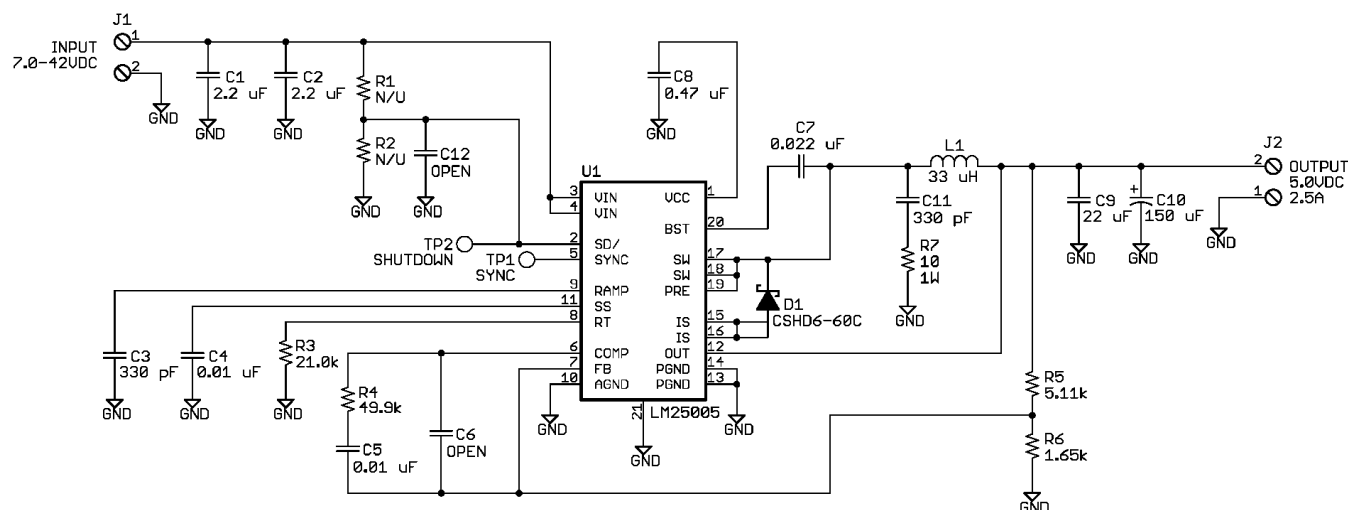 J1
INPUT
7.0-42VDC
1
2
GND
C1
2.2 uF
GND
C2
2.2 uF
GND
R1
N/U
R2
N/U
GND
C12
OPEN
GND
C8
0.47 uF
GND
C7
0.022 uF
L1
33 uH
J2
2
1
OUTPUT
5.0VDC
2.5A
GND
C9
22 uF
GND
C10
150 uF
GND
C11
330 pF
R7
10
1W
GND
U1
3 VIN
4 VIN
2 SD/
5 SYNC
9 RAMP
11 SS
8 RT
6 COMP
7 FB
10 AGND
VCC 1
BST 20
SW 17
SW 18
PRE 19
IS 15
IS 16
OUT 12
PGND 14
PGND 13
21
LM25005
GND
GND
GND
TP2
SHUTDOWN
TP1
SYNC
D1
CSHD6-60C
C3
330 pF
GND
C4
0.01 uF
GND
R3
21.0k
GND
R4
49.9k
C5
0.01 uF
C6
OPEN
R5
5.11k
R6
1.65k
GND